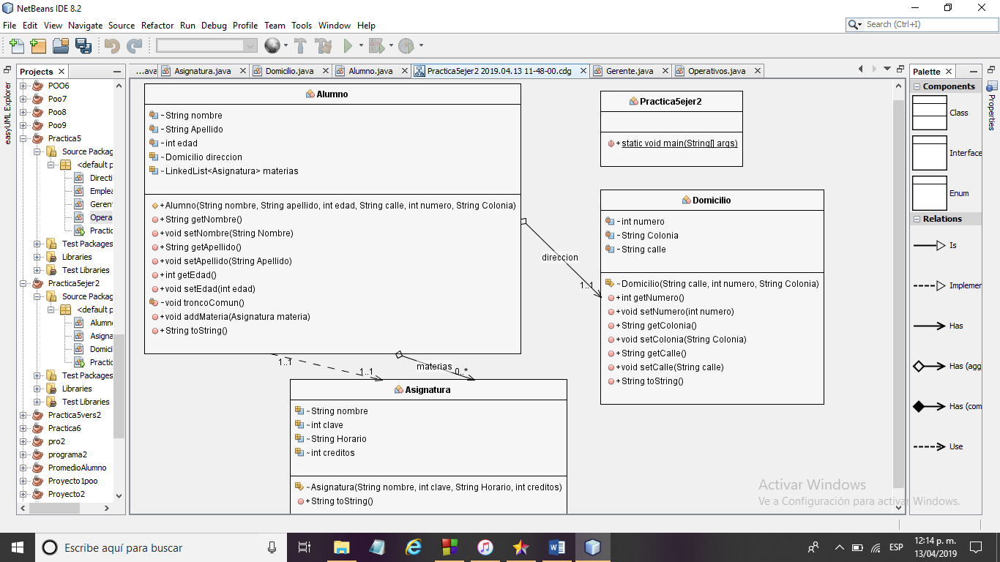 NetBeans IDE 8.2
File Edit View Navigate Source Refactor Run Debug Profile Team Tools Window Help
Search (Ctrl+I)
easyUML Explorer
Projects
POO6
Poo7
Poo8
Poo9
Practica5
Source Packag
<default p
Directi
Emplea
Gerent
Opera
Practic
Test Packages
Libraries
Test Libraries
Practica5ejer2
Source Packag
<default p
Alumno
Asigna
Domici
Practic
Test Packages
Libraries
Test Libraries
Practica5vers2
Practica6
pro2
programa2
PromedioAlumno
Proyecto1poo
Proyecto2
...ava Asignatura.java Domicilio.java Alumno.java Practica5ejer2 2019.04.13 11-48-00.cdg Gerente.java Operativos.java
Alumno
-String nombre
-String Apellido
-int edad
~Domicilio direccion
~LinkedList<Asignatura> materias
+Alumno(String nombre, String apellido, int edad, String calle, int numero, String Colonia)
+String getNombre()
+void setNombre(String Nombre)
+String getApellido()
+void setApellido(String Apellido)
+int getEdad()
+void setEdad(int edad)
-void troncoComun()
+void addMateria(Asignatura materia)
+String toString()
Practica5ejer2
+static void main(String[] args)
direccion
1..1
Domicilio
-int numero
-String Colonia
-String calle
~Domicilio(String calle, int numero, String Colonia)
+int getNumero()
+void setNumero(int numero)
+String getColonia()
+void setColonia(String Colonia)
+String getCalle()
+void setCalle(String calle)
+String toString()
1..1
1..1
materias
0..*
Asignatura
~String nombre
~int clave
~String Horario
~int creditos
~Asignatura(String nombre, int clave, String Horario, int creditos)
+String toString()
Palette
Components
Class
Interface
Enum
Relations
Is
Implemer
Has
Has (agg
Has (com
Use
Properties
Activar Windows
Ve a Configuración para activar Windows.
Escribe aquí para buscar
ESP
12:14 p. m.
13/04/2019